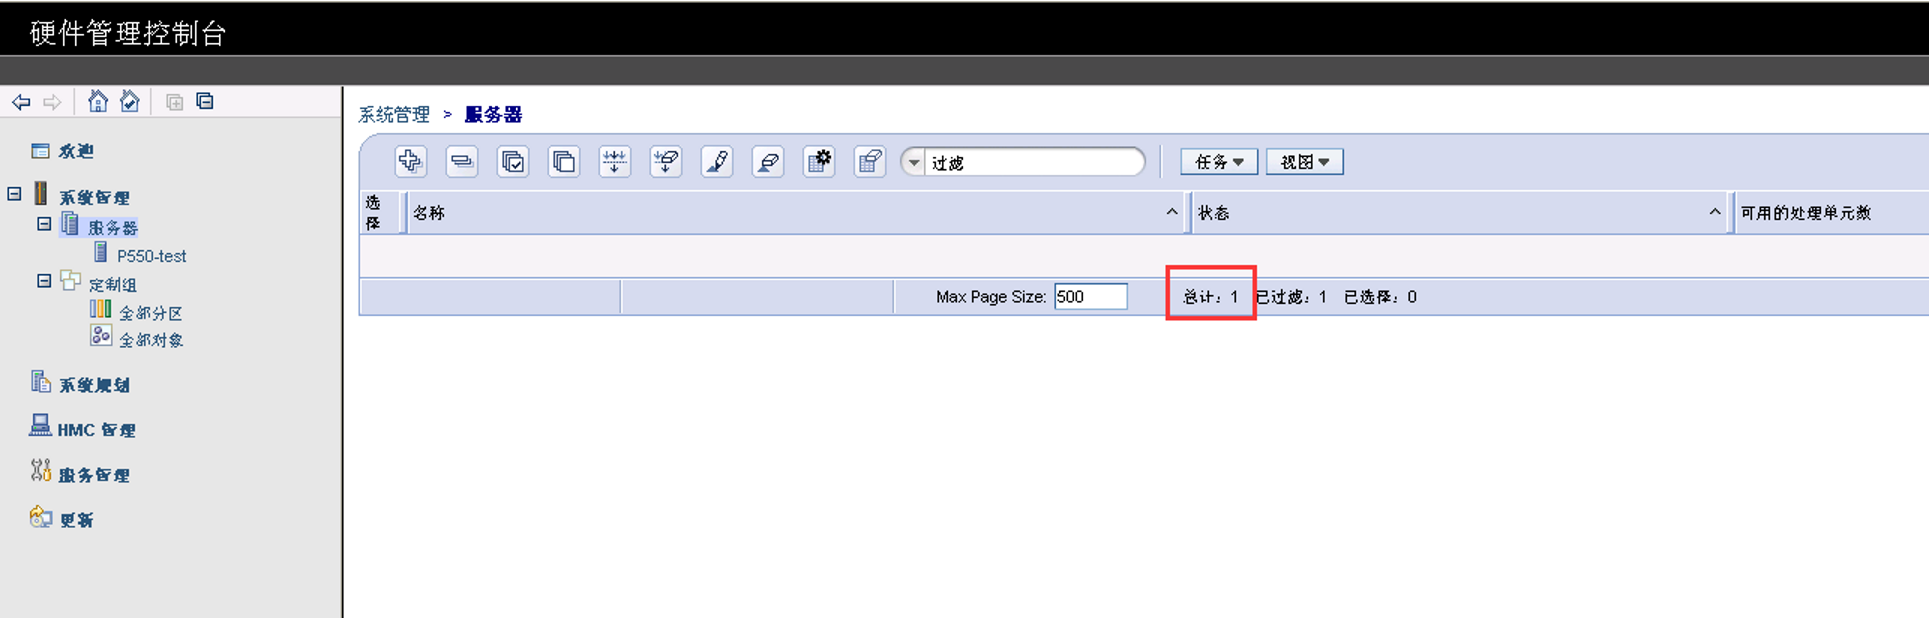 硬件管理控制台
欢迎
系统管理
服务器
P550-test
定制组
全部分区
全部对象
系统规划
HMC 管理
服务管理
更新
系统管理 > 服务器
过滤
任务
视图
选择
名称
状态
可用的处理单元数
Max Page Size: 500 总计: 1 已过滤: 1 已选择: 0